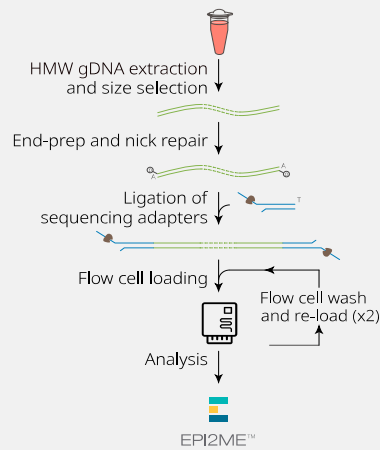 HMW gDNA extraction
and size selection
End-prep and nick repair
A
A
Ligation of
sequencing adapters
T
Flow cell loading
Flow cell wash
and re-load (x2)
Analysis
EPI2ME™